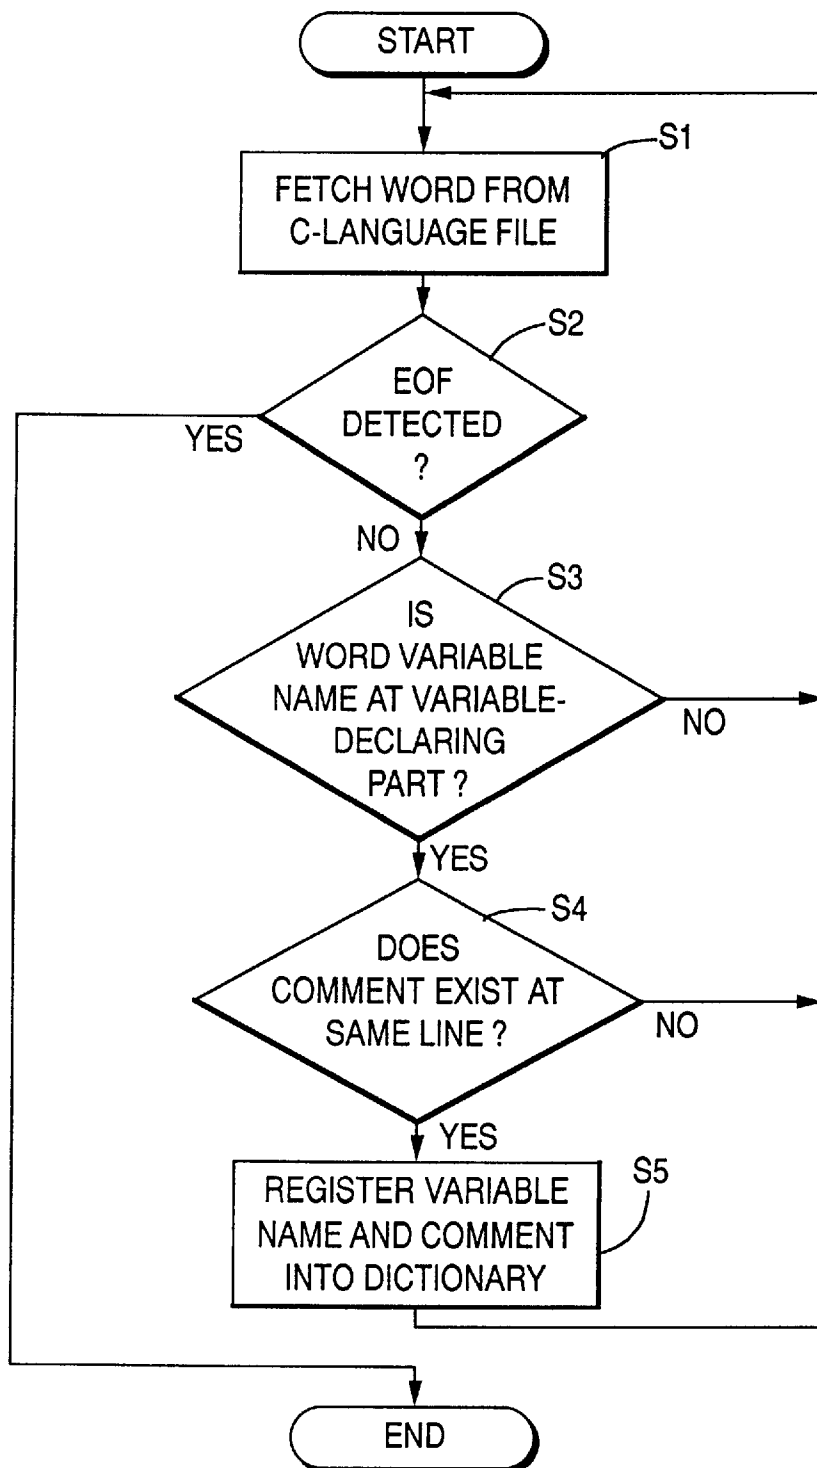 START
S1
FETCH WORD FROM
C-LANGUAGE FILE
S2
EOF
DETECTED
?
YES
NO
S3
IS
WORD VARIABLE
NAME AT VARIABLE-
DECLARING
PART ?
NO
YES
S4
DOES
COMMENT EXIST AT
SAME LINE ?
NO
YES
S5
REGISTER VARIABLE
NAME AND COMMENT
INTO DICTIONARY
END